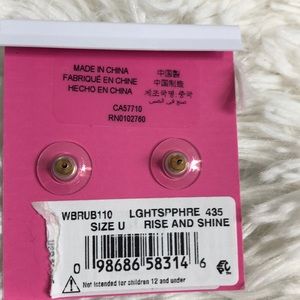 MADE IN CHINA
FABRIQUÉ EN CHINE
HECHO EN CHINA
中国製
中国制造
제조국명:중국
صنع في الصين
CA57710
RN0102760
WBRUB110 LGHTSPPHRE 435
SIZE U RISE AND SHINE
0 98686 58314 6
Not intended for children 12 and under